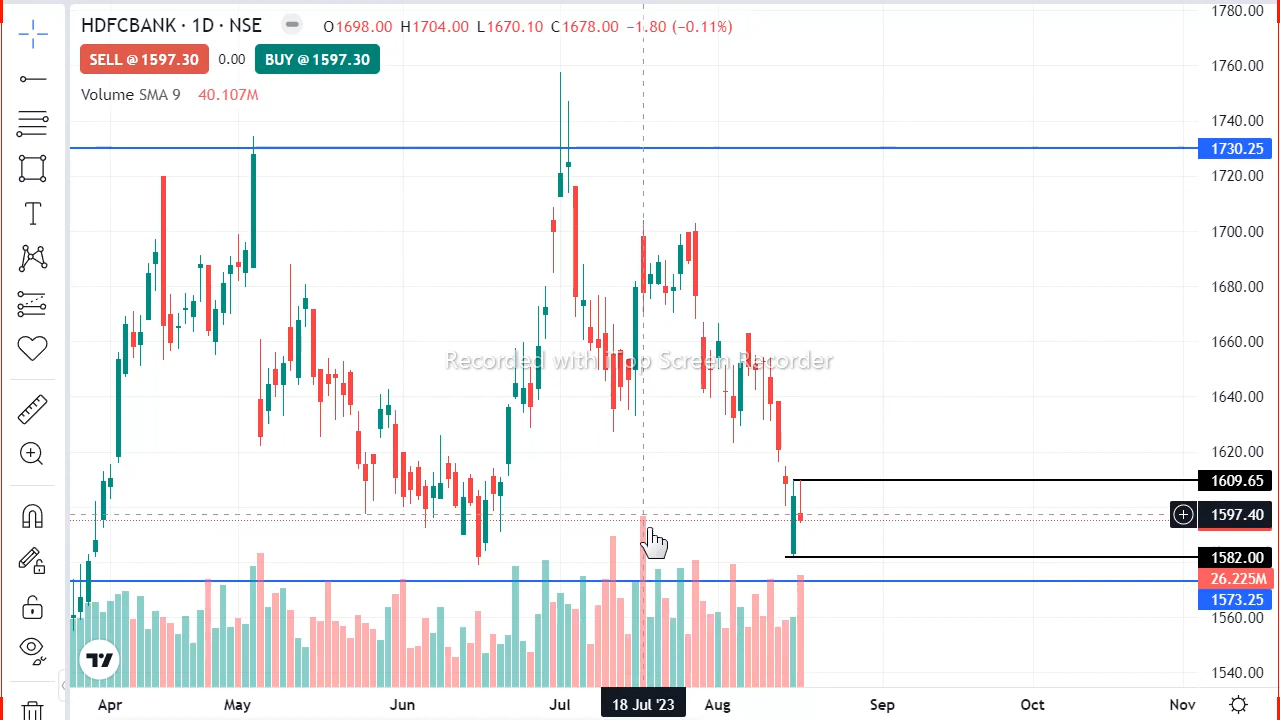 HDFCBANK · 1D · NSE O1698.00 H1704.00 L1670.10 C1678.00 −1.80 (−0.11%)
SELL @ 1597.30 0.00 BUY @ 1597.30
Volume SMA 9 40.107M
Recorded with iTop Screen Recorder
1780.00
1760.00
1740.00
1730.25
1720.00
1700.00
1680.00
1660.00
1640.00
1620.00
1609.65
1597.40
1582.00
26.225M
1573.25
1560.00
1540.00
Apr May Jun Jul 18 Jul '23 Aug Sep Oct Nov